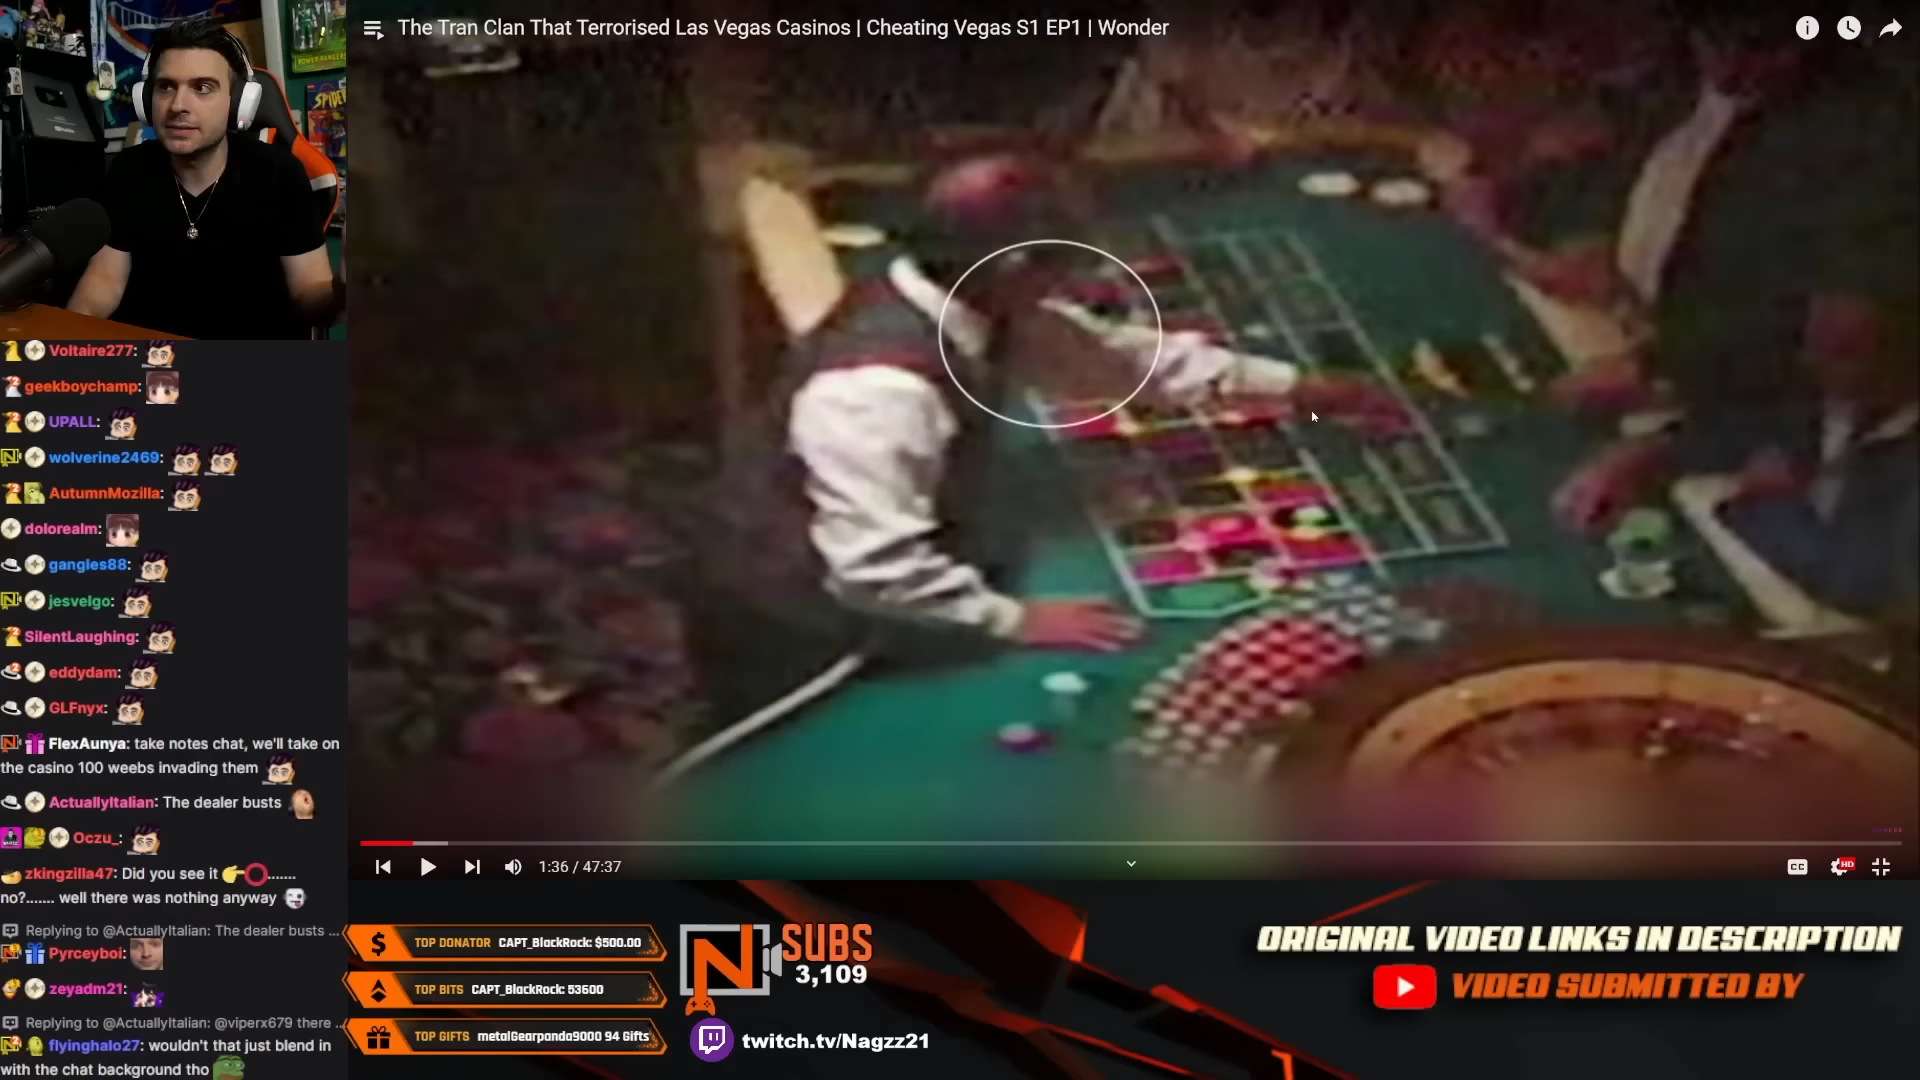 The Tran Clan That Terrorised Las Vegas Casinos | Cheating Vegas S1 EP1 | Wonder
Voltaire277:
geekboychamp:
UPALL:
wolverine2469:
AutumnMozilla:
dolorealm:
gangles88:
jesvelgo:
SilentLaughing:
eddydam:
GLFnyx:
FlexAunya: take notes chat, we'll take on
the casino 100 weebs invading them
ActuallyItalian: The dealer busts
Oczu_:
zkingzilla47: Did you see it 👉⭕.......
no?....... well there was nothing anyway
Replying to @ActuallyItalian: The dealer busts ...
Pyrceyboi:
zeyadm21:
Replying to @ActuallyItalian: @viperx679 there ...
flyinghalo27: wouldn't that just blend in
with the chat background tho
1:36 / 47:37
CC
HD
TOP DONATOR CAPT_BlackRock: $500.00
TOP BITS CAPT_BlackRock: 53600
TOP GIFTS metalGearpanda9000 94 Gifts
N
SUBS
3,109
twitch.tv/Nagzz21
ORIGINAL VIDEO LINKS IN DESCRIPTION
VIDEO SUBMITTED BY